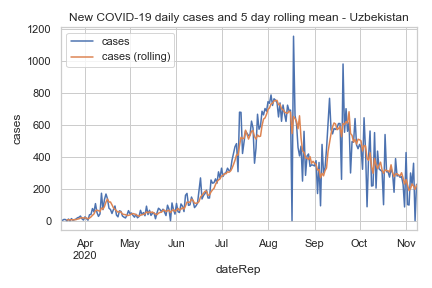 New COVID-19 daily cases and 5 day rolling mean - Uzbekistan
cases
cases (rolling)
1200
1000
800
600
400
200
0
cases
Apr May Jun Jul Aug Sep Oct Nov
2020
dateRep